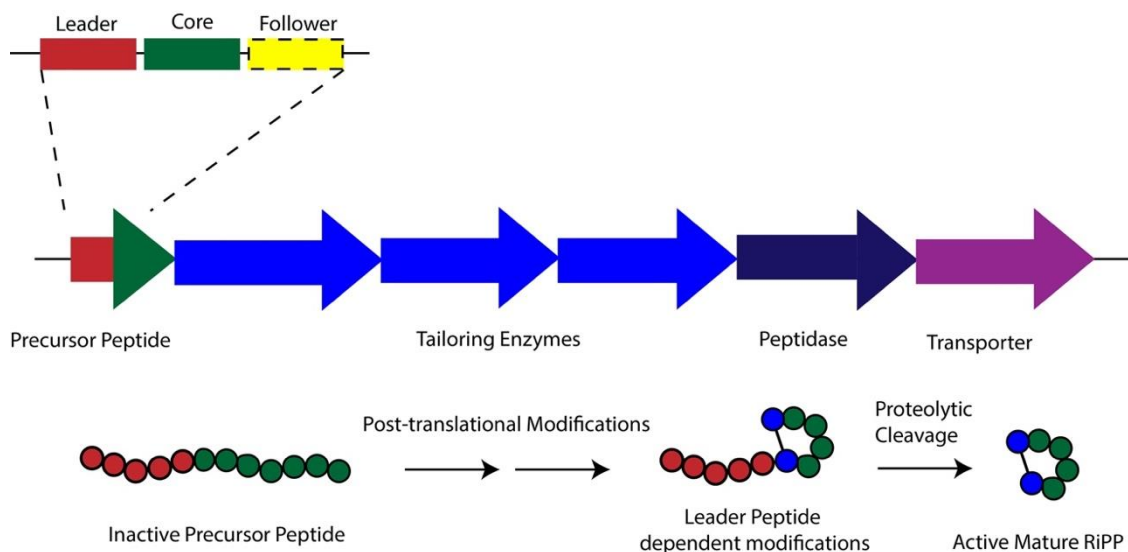 Leader Core Follower
Precursor Peptide Tailoring Enzymes Peptidase Transporter
Post-translational Modifications
Proteolytic
Cleavage
Inactive Precursor Peptide
Leader Peptide
dependent modifications
Active Mature RiPP